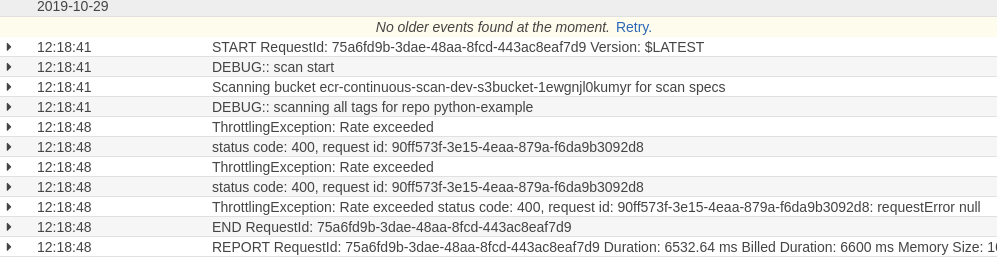 2019-10-29
No older events found at the moment. Retry.
12:18:41 START RequestId: 75a6fd9b-3dae-48aa-8fcd-443ac8eaf7d9 Version: $LATEST
12:18:41 DEBUG:: scan start
12:18:41 Scanning bucket ecr-continuous-scan-dev-s3bucket-1ewgnjl0kumyr for scan specs
12:18:41 DEBUG:: scanning all tags for repo python-example
12:18:48 ThrottlingException: Rate exceeded
12:18:48 status code: 400, request id: 90ff573f-3e15-4eaa-879a-f6da9b3092d8
12:18:48 ThrottlingException: Rate exceeded
12:18:48 status code: 400, request id: 90ff573f-3e15-4eaa-879a-f6da9b3092d8
12:18:48 ThrottlingException: Rate exceeded status code: 400, request id: 90ff573f-3e15-4eaa-879a-f6da9b3092d8: requestError null
12:18:48 END RequestId: 75a6fd9b-3dae-48aa-8fcd-443ac8eaf7d9
12:18:48 REPORT RequestId: 75a6fd9b-3dae-48aa-8fcd-443ac8eaf7d9 Duration: 6532.64 ms Billed Duration: 6600 ms Memory Size: